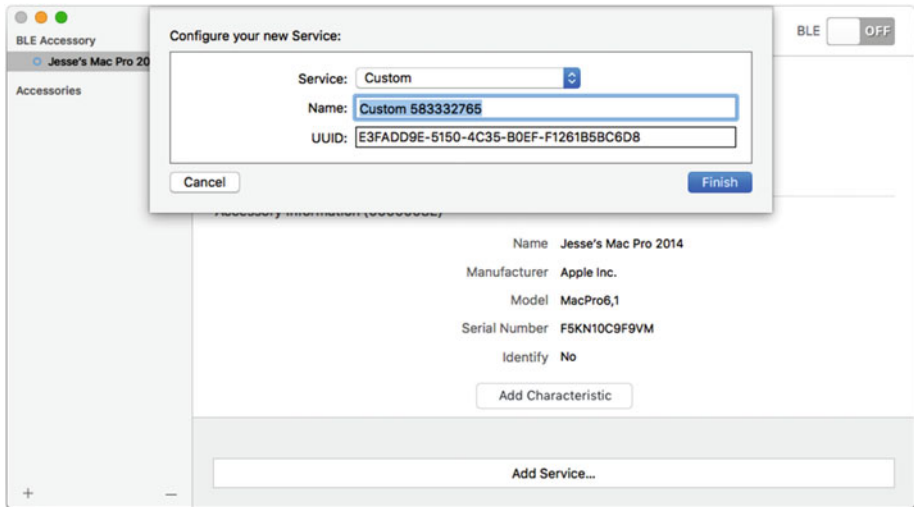 BLE Accessory
Jesse's Mac Pro 20
Accessories
Configure your new Service:
Service: Custom
Name: Custom 583332765
UUID: E3FADD9E-5150-4C35-B0EF-F1261B5BC6D8
Cancel
Finish
BLE OFF
Name Jesse's Mac Pro 2014
Manufacturer Apple Inc.
Model MacPro6,1
Serial Number F5KN10C9F9VM
Identify No
Add Characteristic
Add Service...
+ −